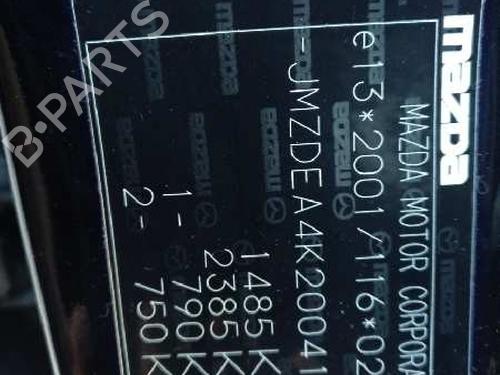 mazda
MAZDA MOTOR CORPORA
e13*2001/116*02
-JMZDEA4K20041
1485 K
2385 K
1- 790 K
2- 750 K
B-PARTS